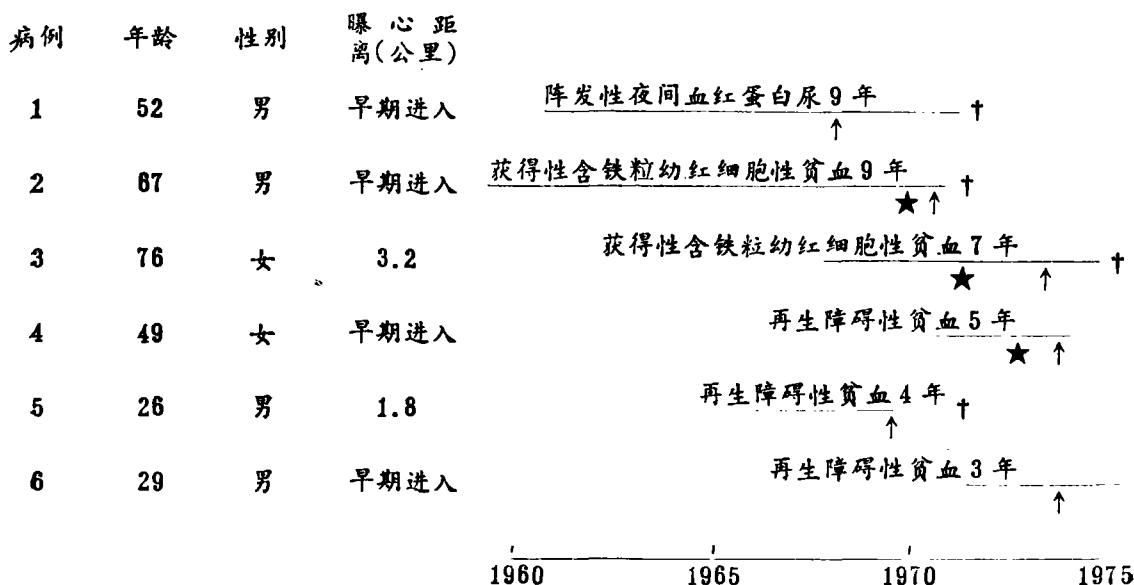 病例 年龄 性别 曝心距离(公里)
1 52 男 早期进入 阵发性夜间血红蛋白尿9年 †
↑
2 67 男 早期进入 获得性含铁粒幼红细胞性贫血9年 †
★ ↑
3 76 女 3.2 获得性含铁粒幼红细胞性贫血7年 †
★ ↑
4 49 女 早期进入 再生障碍性贫血5年
★ ↑
5 26 男 1.8 再生障碍性贫血4年 †
↑
6 29 男 早期进入 再生障碍性贫血3年
↑
1960 1965 1970 1975